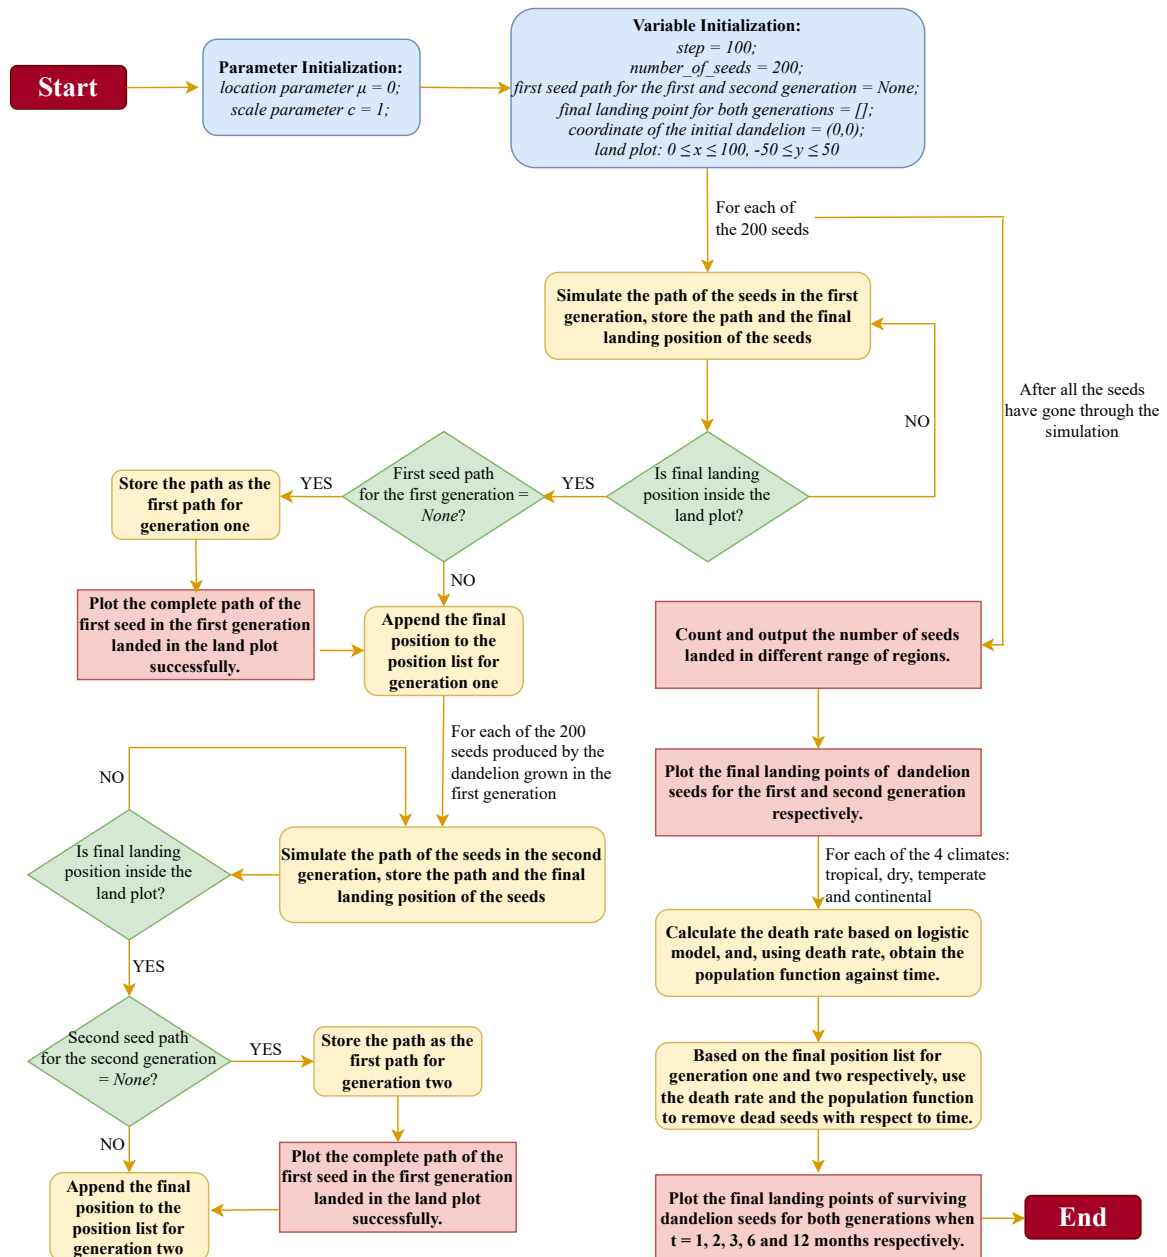 Start
Parameter Initialization:
location parameter μ = 0;
scale parameter c = 1;
Variable Initialization:
step = 100;
number_of_seeds = 200;
first seed path for the first and second generation = None;
final landing point for both generations = [];
coordinate of the initial dandelion = (0,0);
land plot: 0 ≤ x ≤ 100, -50 ≤ y ≤ 50
For each of
the 200 seeds
Simulate the path of the seeds in the first
generation, store the path and the final
landing position of the seeds
NO
After all the seeds
have gone through the
simulation
Is final landing
position inside the
land plot?
YES
First seed path
for the first generation =
None?
YES
Store the path as the
first path for
generation one
Plot the complete path of the
first seed in the first generation
landed in the land plot
successfully.
NO
Append the final
position to the
position list for
generation one
For each of the 200
seeds produced by the
dandelion grown in the
first generation
Simulate the path of the seeds in the second
generation, store the path and the final
landing position of the seeds
NO
Is final landing
position inside the
land plot?
YES
Second seed path
for the second generation
= None?
YES
Store the path as the
first path for
generation two
Plot the complete path of the
first seed in the first generation
landed in the land plot
successfully.
NO
Append the final
position to the
position list for
generation two
Count and output the number of seeds
landed in different range of regions.
Plot the final landing points of dandelion
seeds for the first and second generation
respectively.
For each of the 4 climates:
tropical, dry, temperate
and continental
Calculate the death rate based on logistic
model, and, using death rate, obtain the
population function against time.
Based on the final position list for
generation one and two respectively, use
the death rate and the population function
to remove dead seeds with respect to time.
Plot the final landing points of surviving
dandelion seeds for both generations when
t = 1, 2, 3, 6 and 12 months respectively.
End